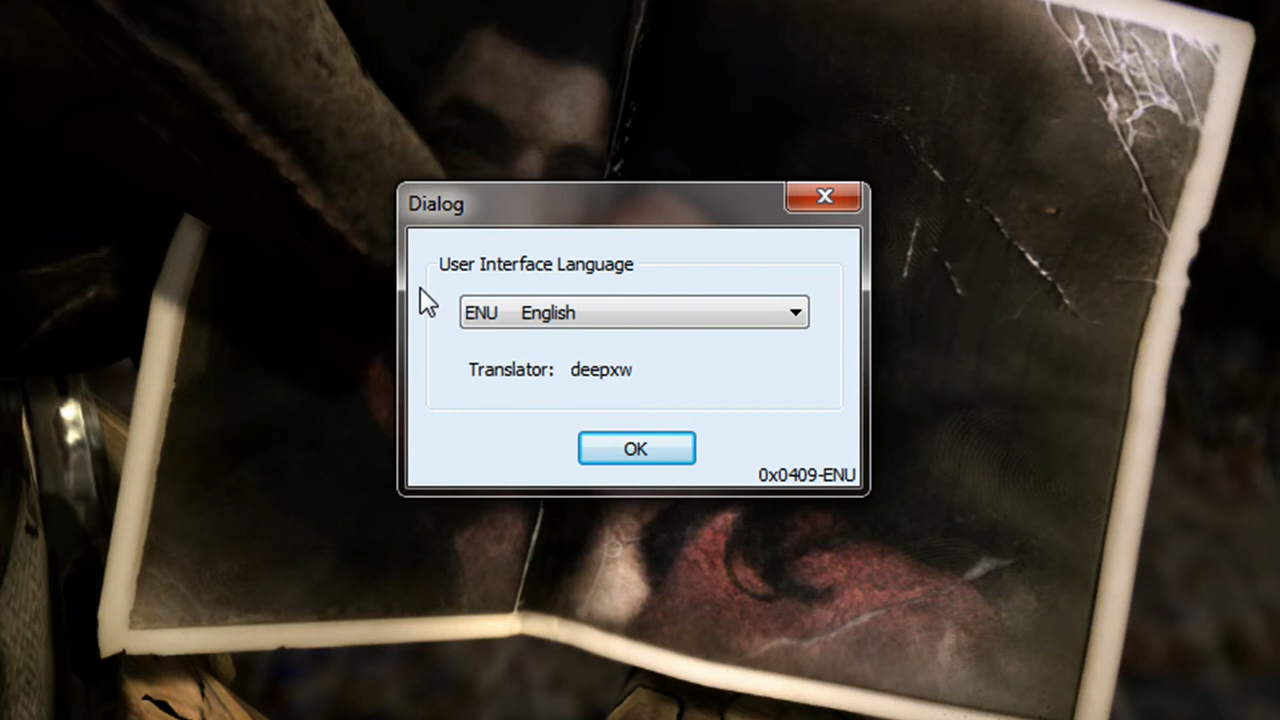 Dialog
User Interface Language
ENU English
Translator: deepxw
OK
0x0409-ENU